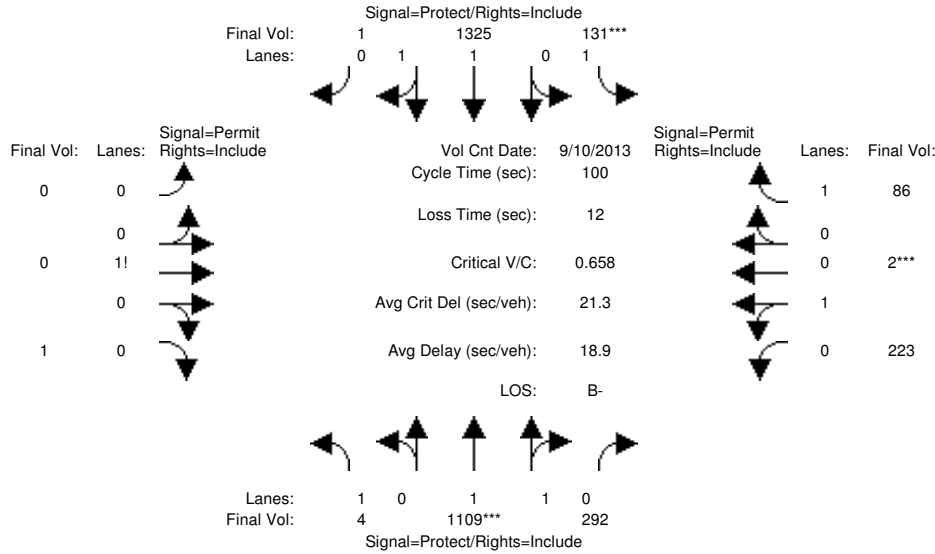 Signal=Protect/Rights=Include
Final Vol: 1 1325 131***
Lanes: 0 1 1 0 1
Signal=Permit
Final Vol: Lanes: Rights=Include
Vol Cnt Date: 9/10/2013
Signal=Permit
Rights=Include Lanes: Final Vol:
Cycle Time (sec): 100
0 0
1 86
Loss Time (sec): 12
0
0
0 1!
Critical V/C: 0.658
0 2***
0
Avg Crit Del (sec/veh): 21.3
1
1 0
Avg Delay (sec/veh): 18.9
0 223
LOS: B-
Lanes: 1 0 1 1 0
Final Vol: 4 1109*** 292
Signal=Protect/Rights=Include